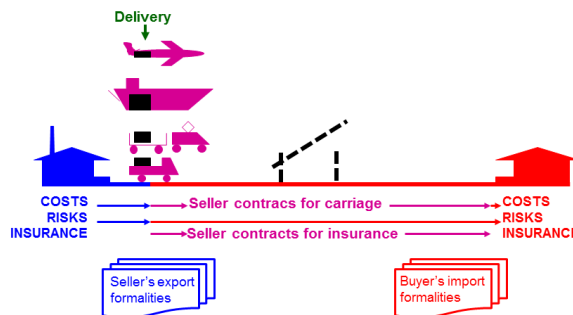 Delivery
COSTS Seller contracs for carriage COSTS
RISKS RISKS
INSURANCE Seller contracts for insurance INSURANCI
Seller's export
formalities
Buyer's import
formalities